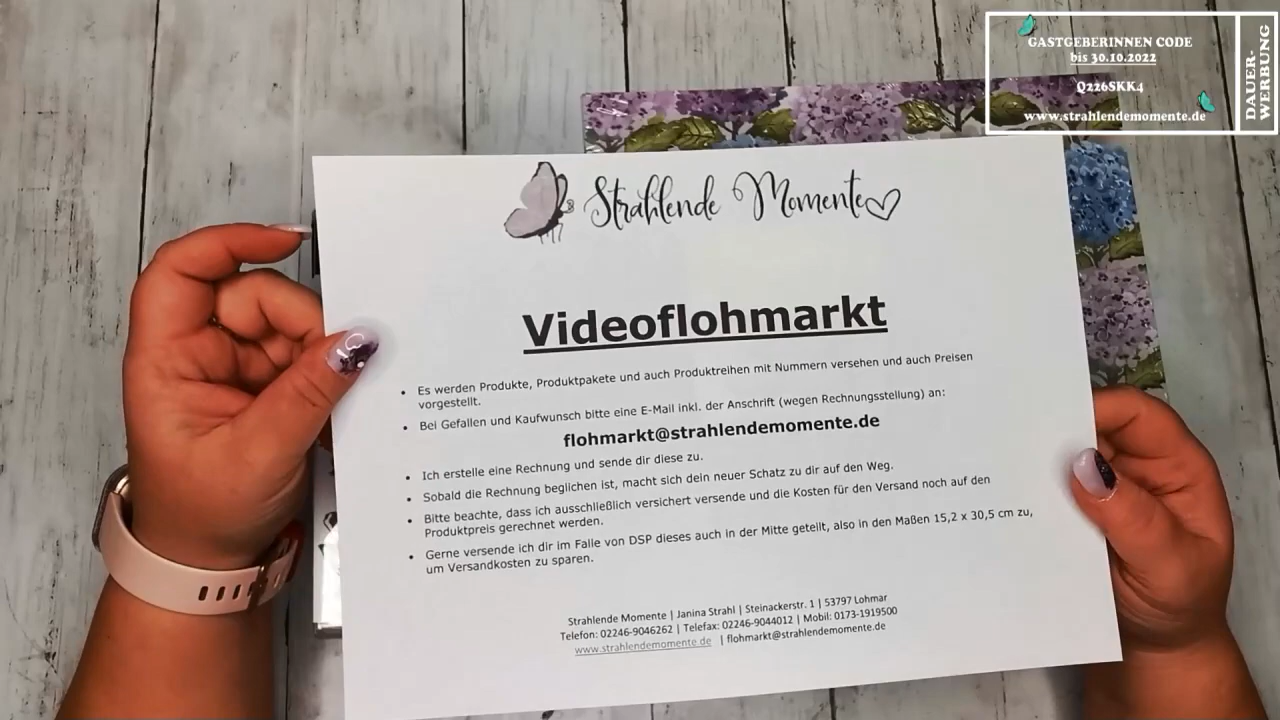 GASTGEBERINNEN CODE
bis 30.10.2022
Q226SKK4
www.strahlendemomente.de
DAUER-
WERBUNG
Strahlende Momente
Videoflohmarkt
• Es werden Produkte, Produktpakete und auch Produktreihen mit Nummern versehen und auch Preisen
vorgestellt.
• Bei Gefallen und Kaufwunsch bitte eine E-Mail inkl. der Anschrift (wegen Rechnungsstellung) an:
flohmarkt@strahlendemomente.de
• Ich erstelle eine Rechnung und sende dir diese zu.
• Sobald die Rechnung beglichen ist, macht sich dein neuer Schatz zu dir auf den Weg.
• Bitte beachte, dass ich ausschließlich versichert versende und die Kosten für den Versand noch auf den
Produktpreis gerechnet werden.
• Gerne versende ich dir im Falle von DSP dieses auch in der Mitte geteilt, also in den Maßen 15,2 x 30,5 cm zu,
um Versandkosten zu sparen.
Strahlende Momente | Janina Strahl | Steinackerstr. 1 | 53797 Lohmar
Telefon: 02246-9046262 | Telefax: 02246-9044012 | Mobil: 0173-1919500
www.strahlendemomente.de | flohmarkt@strahlendemomente.de